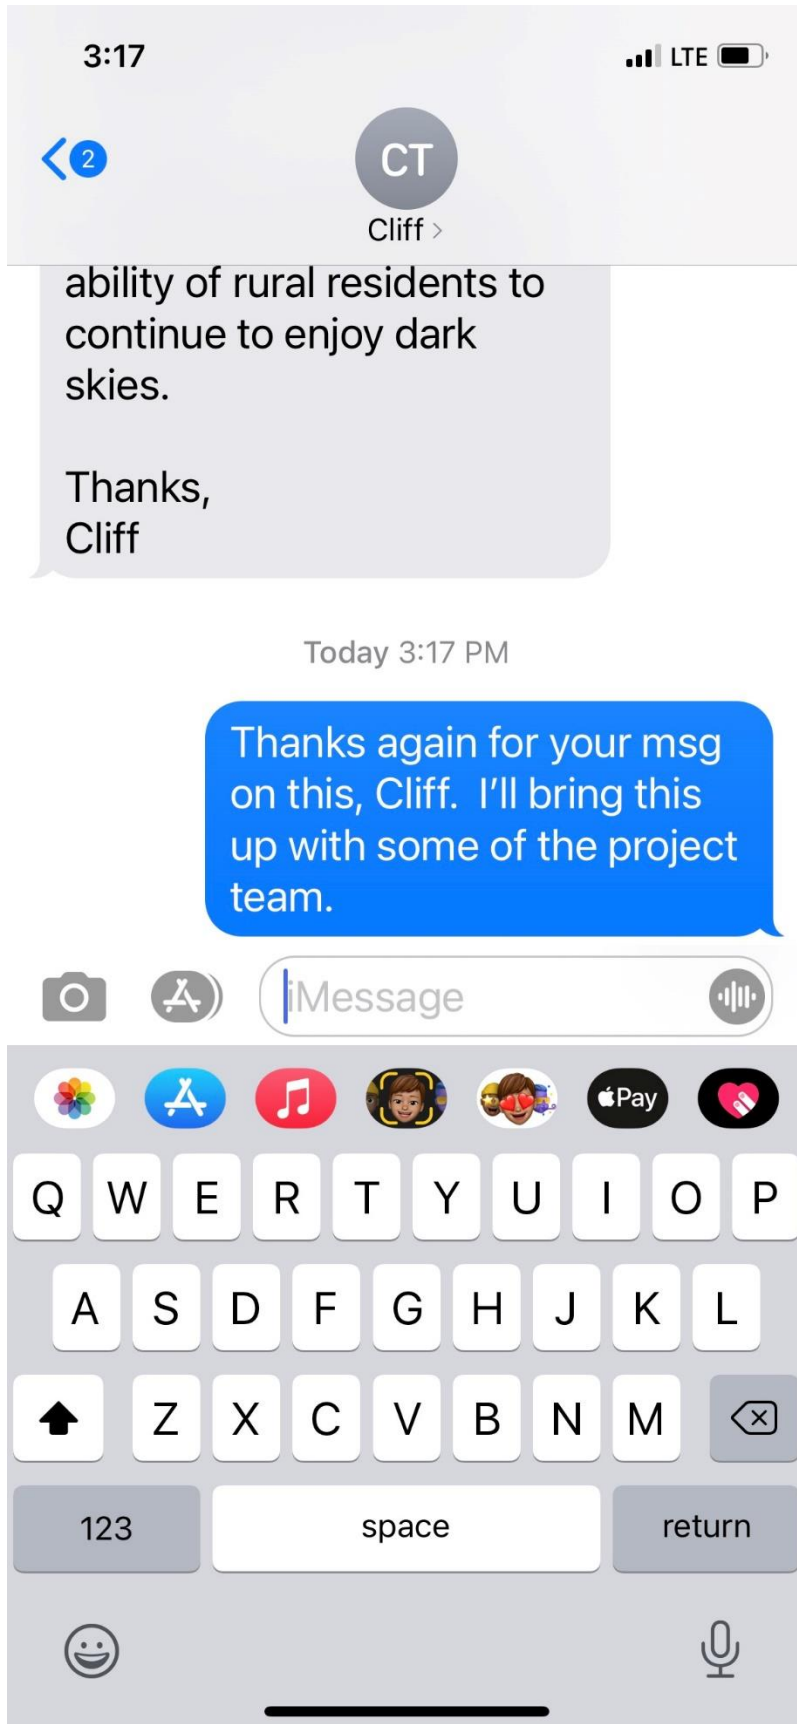 3:17
LTE
2
CT
Cliff >
ability of rural residents to
continue to enjoy dark
skies.
Thanks,
Cliff
Today 3:17 PM
Thanks again for your msg
on this, Cliff.  I’ll bring this
up with some of the project
team.
iMessage
Pay
Q W E R T Y U I O P
A S D F G H J K L
Z X C V B N M
123 space return